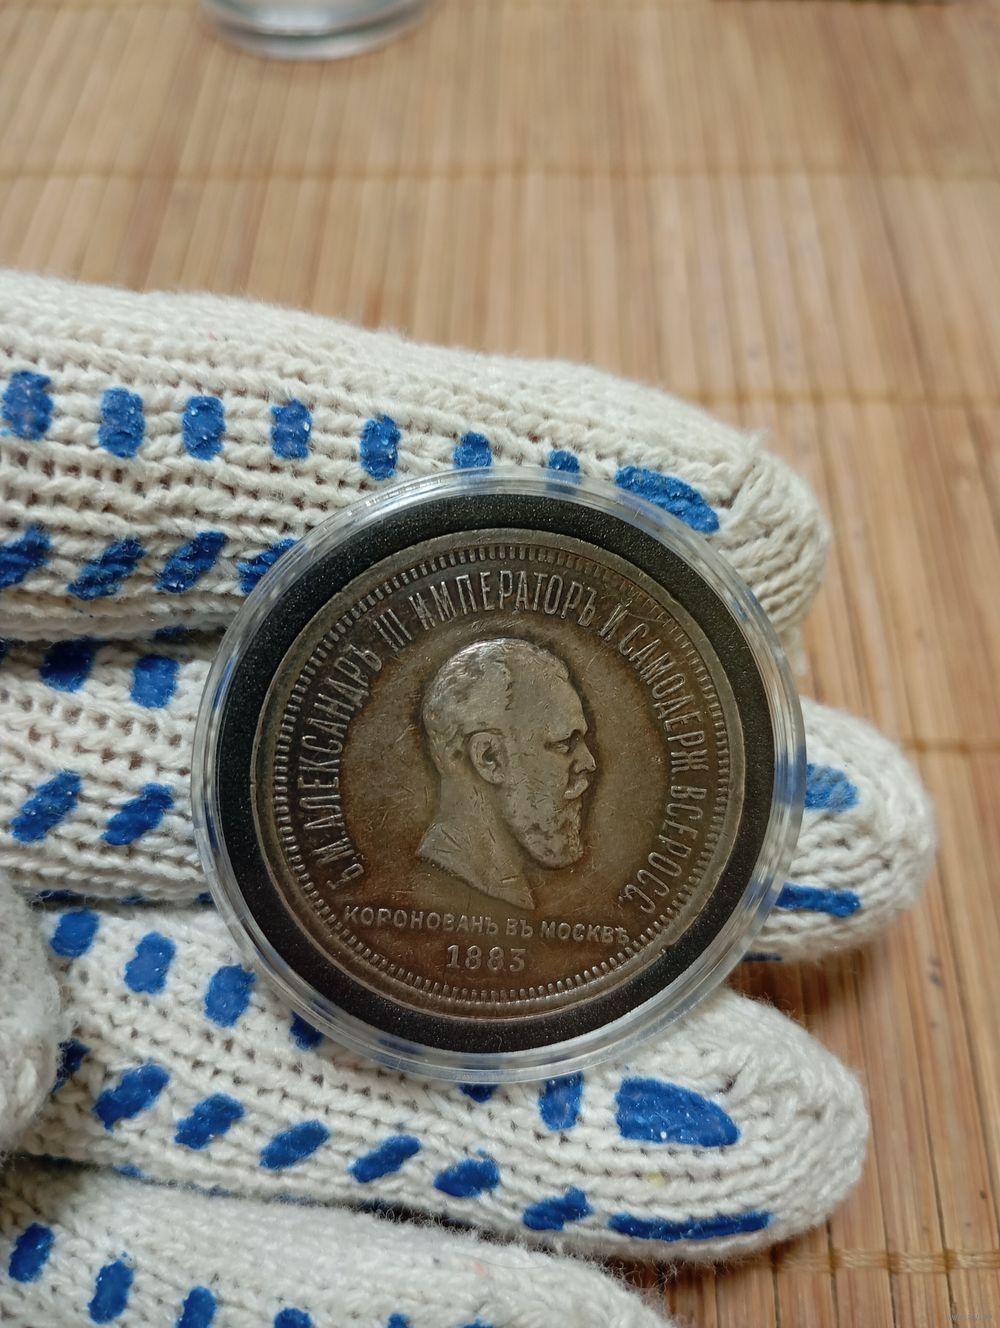 Б.М.АЛЕКСАНДРЪ III ИМПЕРАТОРЪ И САМОДЕРЖ. ВСЕРОСС.
КОРОНОВАНЪ ВЪ МОСКВѢ
1883